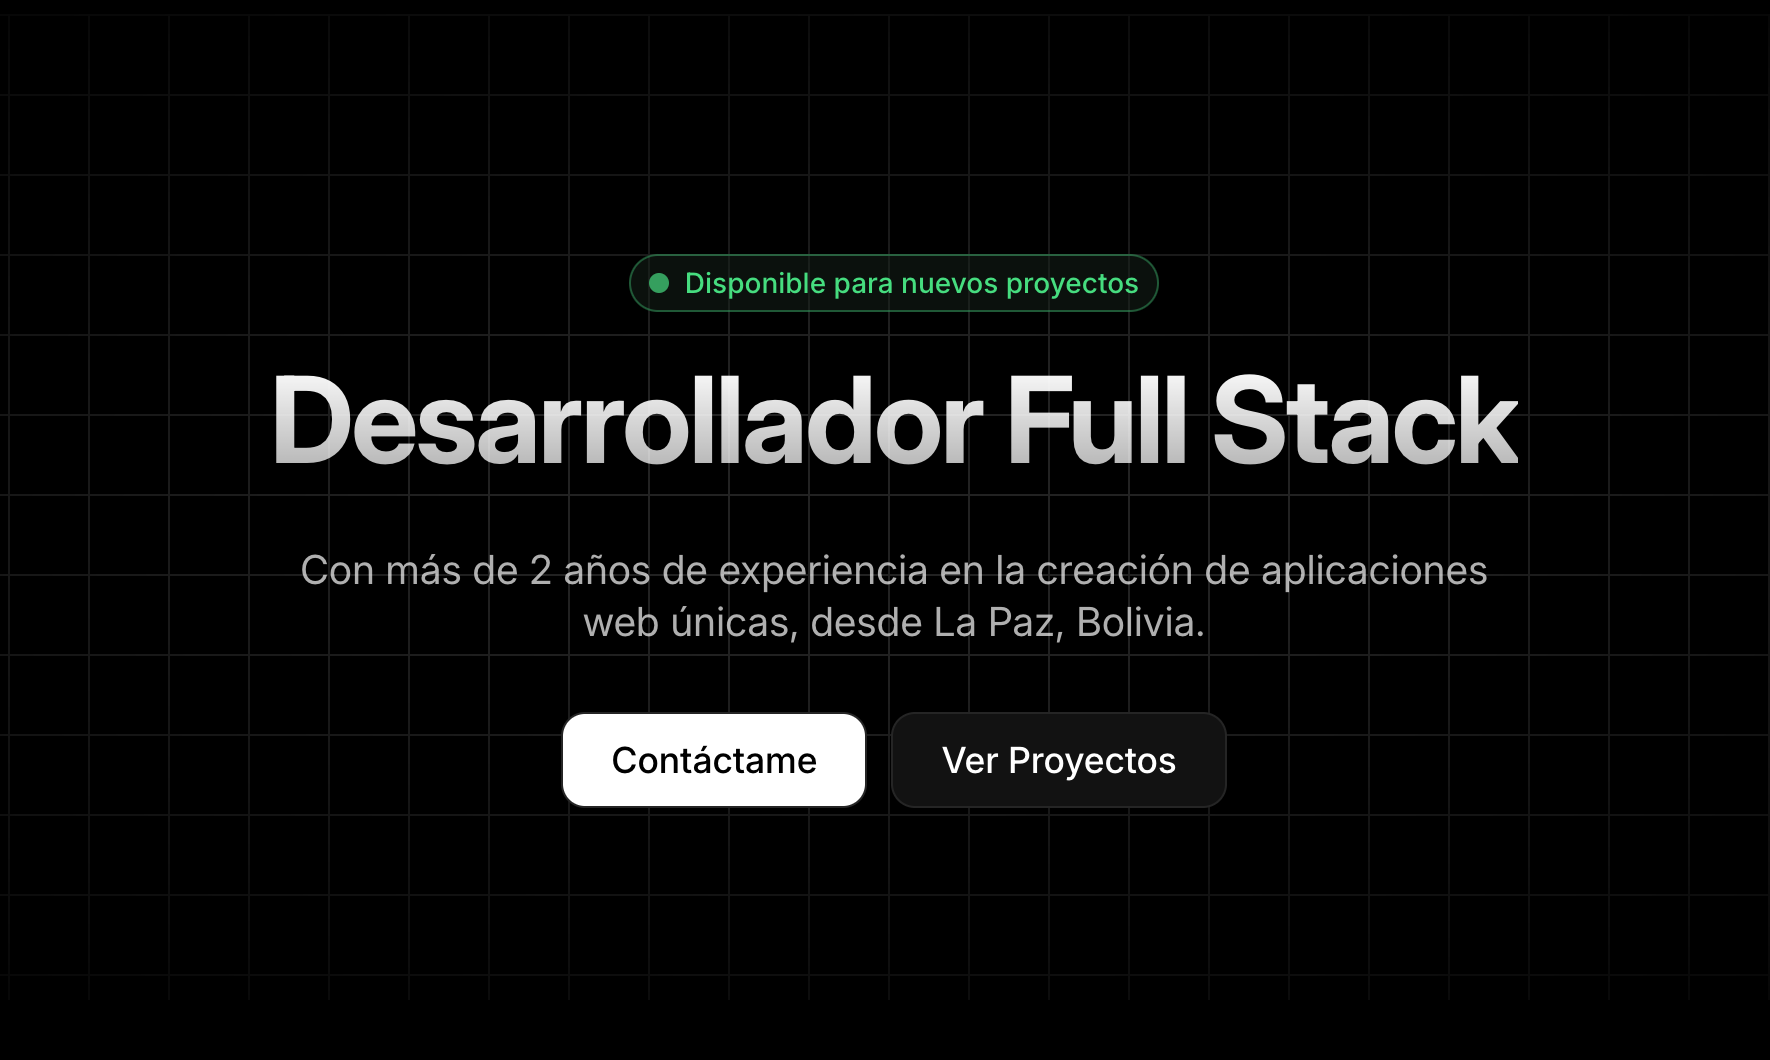 Disponible para nuevos proyectos
Desarrollador Full Stack
Con más de 2 años de experiencia en la creación de aplicaciones
web únicas, desde La Paz, Bolivia.
Contáctame
Ver Proyectos